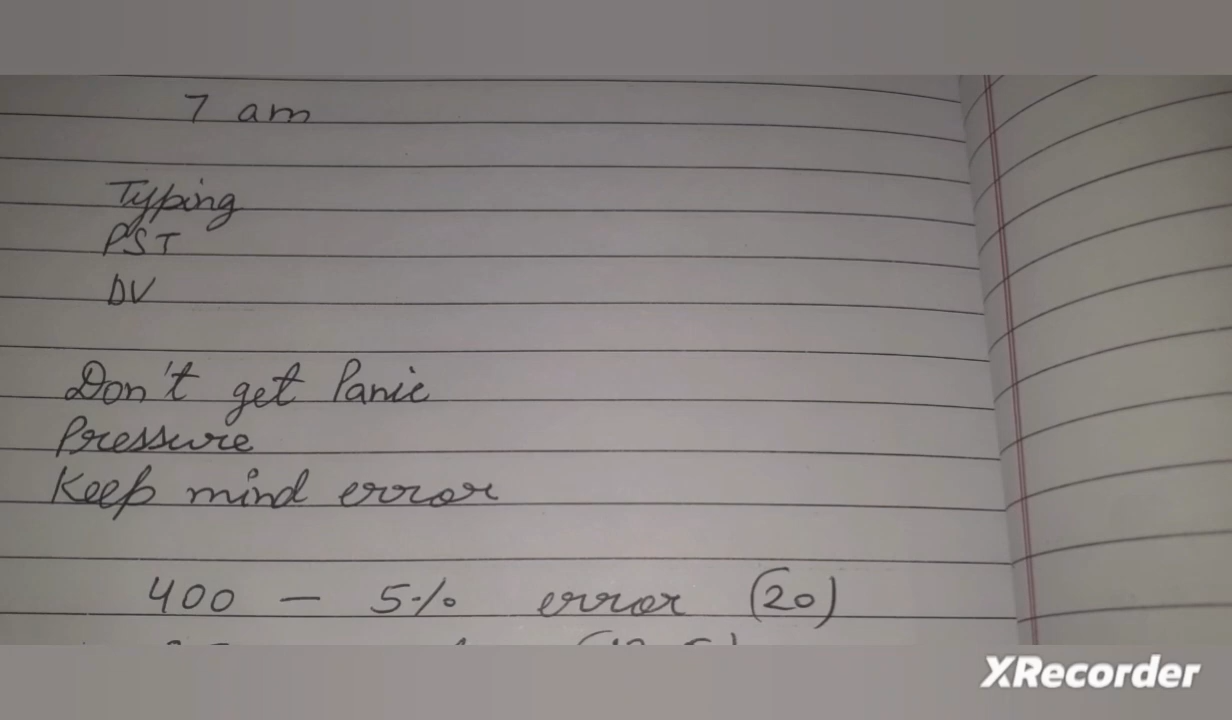 7 am
Typing
PST
DV
Don't get Panic
Pressure
Keep mind error
400 — 5% error (20)
XRecorder